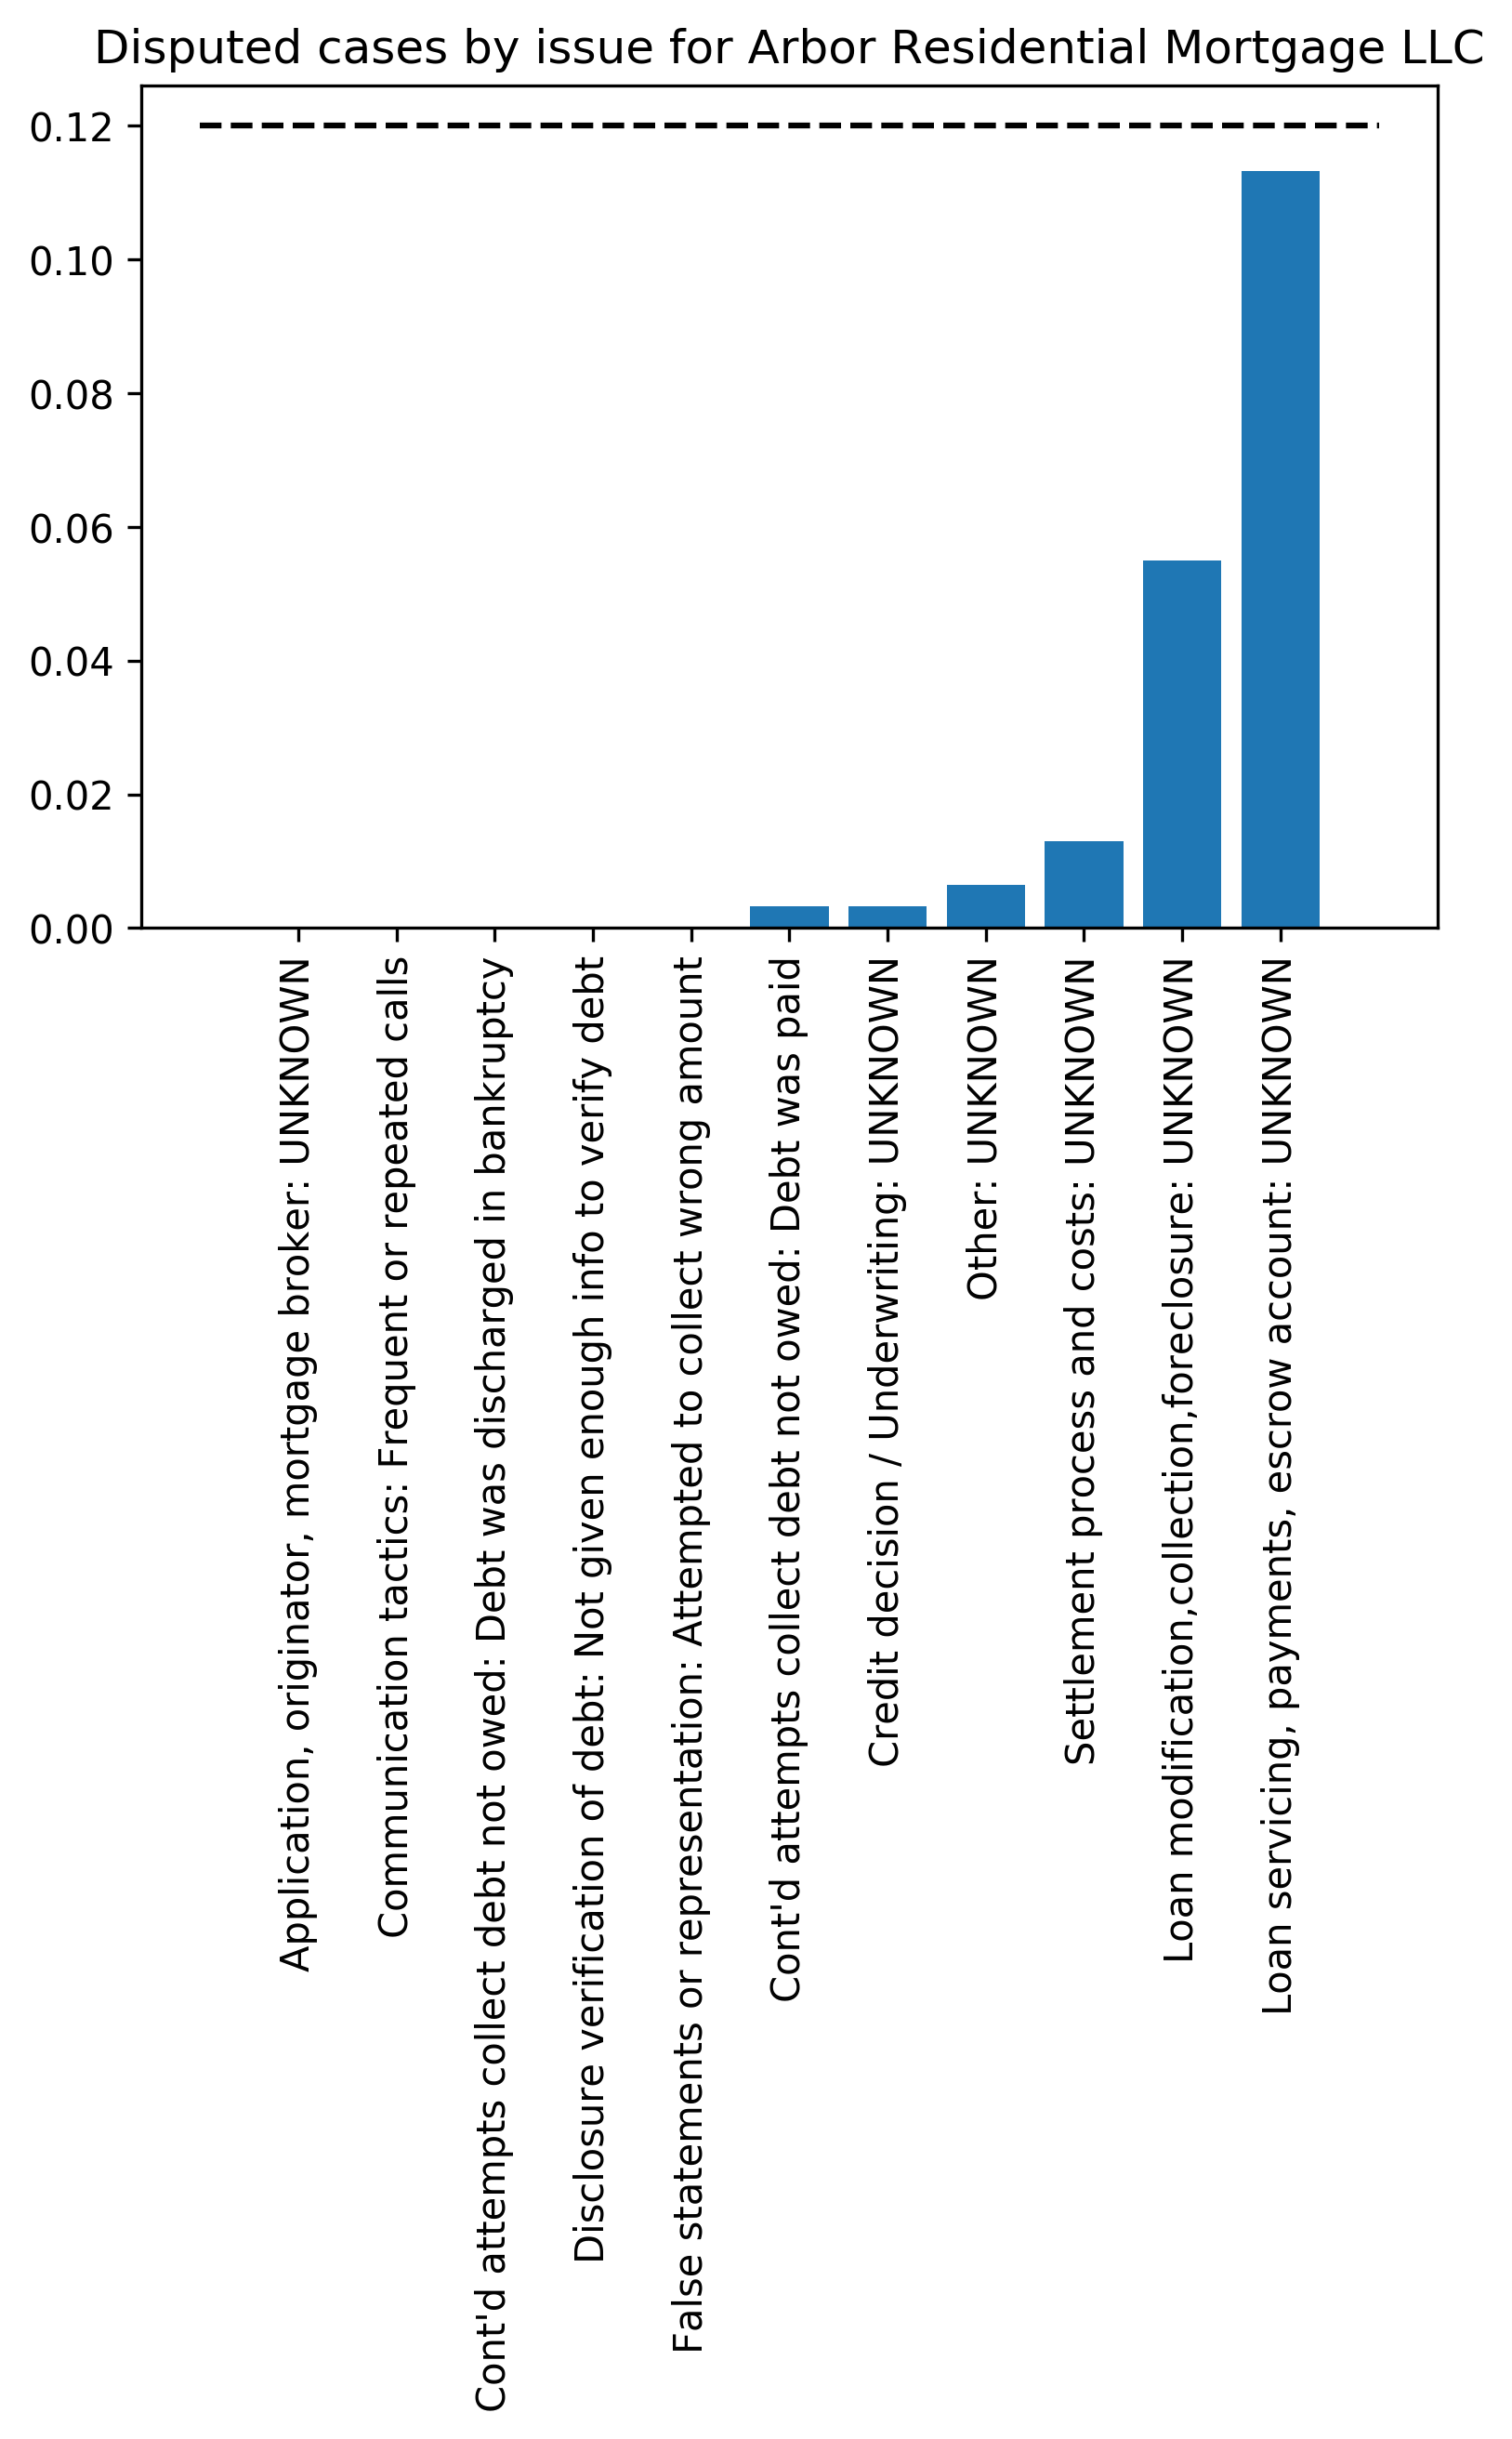 Disputed cases by issue for Arbor Residential Mortgage LLC
0.12
0.10
0.08
0.06
0.04
0.02
0.00
Application, originator, mortgage broker: UNKNOWN
Communication tactics: Frequent or repeated calls
Cont'd attempts collect debt not owed: Debt was discharged in bankruptcy
Disclosure verification of debt: Not given enough info to verify debt
False statements or representation: Attempted to collect wrong amount
Cont'd attempts collect debt not owed: Debt was paid
Credit decision / Underwriting: UNKNOWN
Other: UNKNOWN
Settlement process and costs: UNKNOWN
Loan modification,collection,foreclosure: UNKNOWN
Loan servicing, payments, escrow account: UNKNOWN